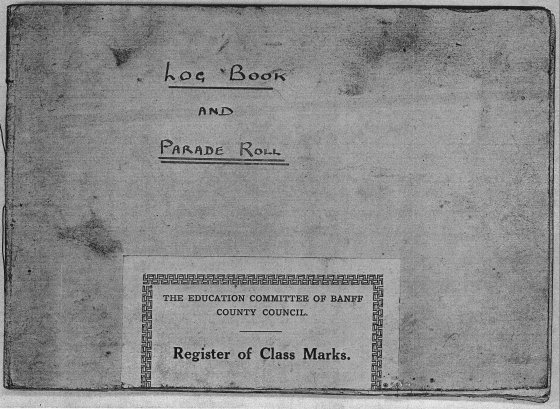 LOG BOOK
AND
PARADE ROLL
THE EDUCATION COMMITTEE OF BANFF
COUNTY COUNCIL.
Register of Class Marks.